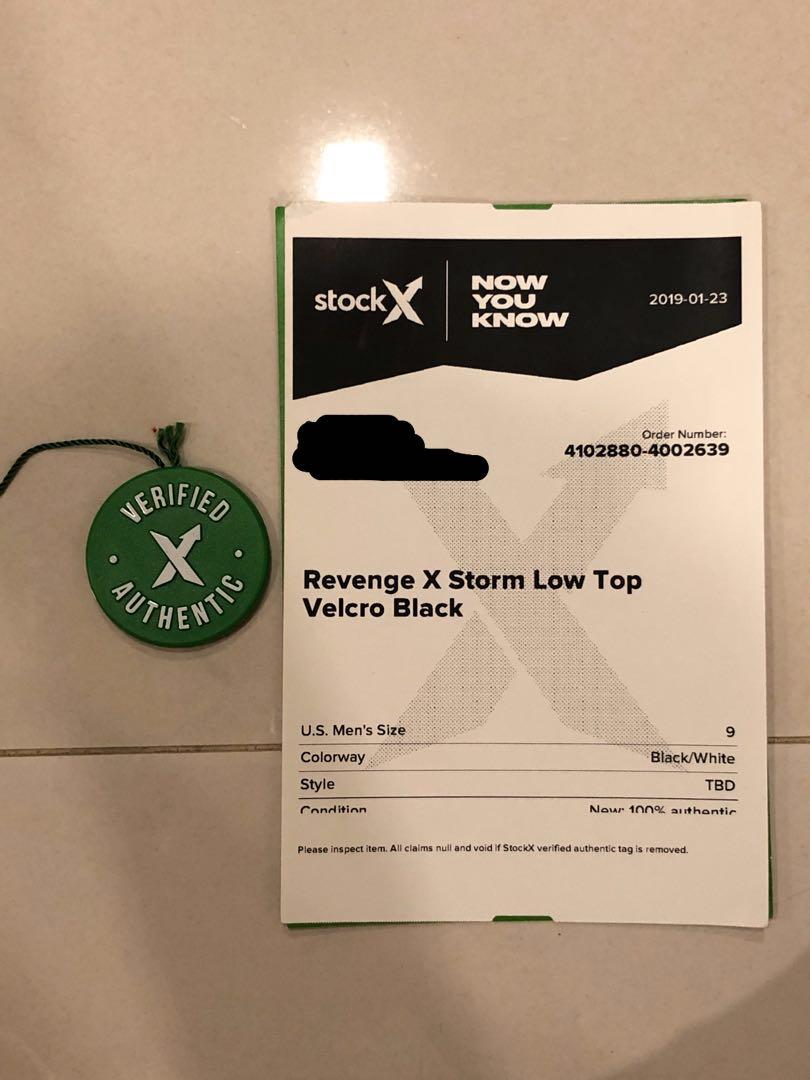 VERIFIED
X
AUTHENTIC
stockX
NOW
YOU
KNOW
2019-01-23
Order Number:
4102880-4002639
Revenge X Storm Low Top
Velcro Black
U.S. Men's Size 9
Colorway Black/White
Style TBD
Condition New: 100% authentic
Please inspect item. All claims null and void if StockX verified authentic tag is removed.